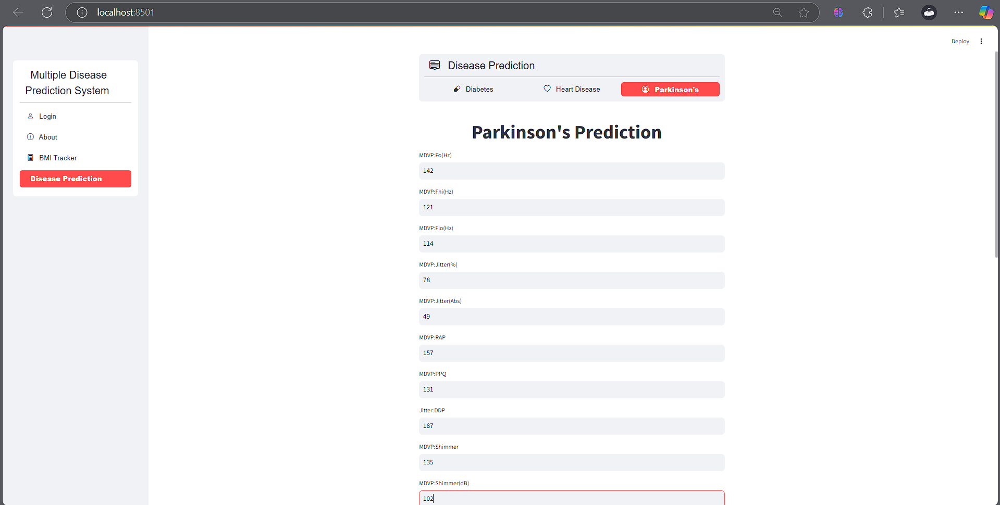 localhost:8501
Deploy
Multiple Disease
Prediction System
Login
About
BMI Tracker
Disease Prediction
Disease Prediction
Diabetes
Heart Disease
Parkinson's
Parkinson's Prediction
MDVP:Fo(Hz)
142
MDVP:Fhi(Hz)
121
MDVP:Flo(Hz)
114
MDVP:Jitter(%)
78
MDVP:Jitter(Abs)
49
MDVP:RAP
157
MDVP:PPQ
131
Jitter:DDP
187
MDVP:Shimmer
135
MDVP:Shimmer(dB)
102